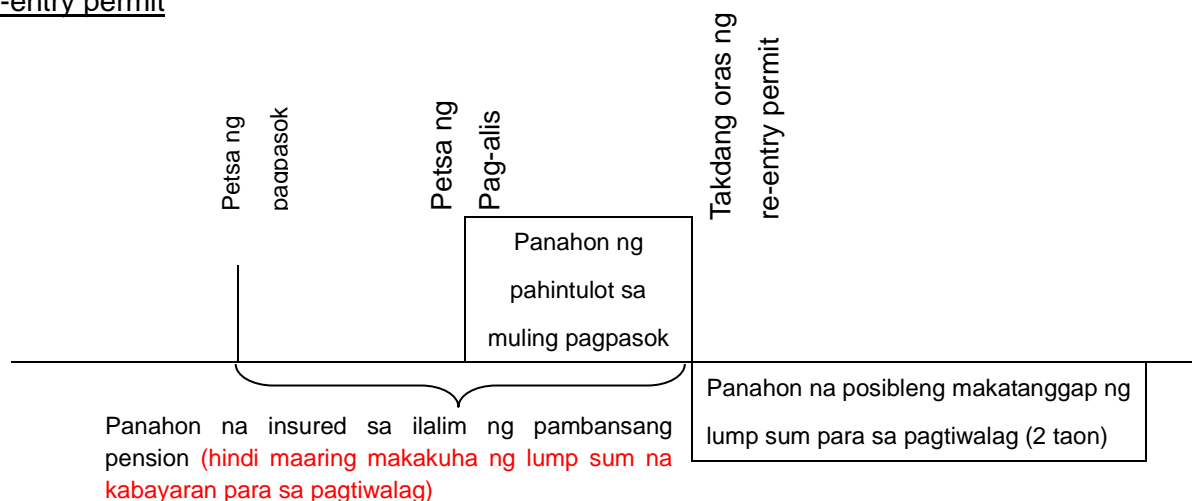 -entry permit
Petsa ng
pagpasok
Petsa ng
Pag-alis
Takdang oras ng
re-entry permit
Panahon ng
pahintulot sa
muling pagpasok
Panahon na insured sa ilalim ng pambansang
pension (hindi maaring makakuha ng lump sum na
kabayaran para sa pagtiwalag)
Panahon na posibleng makatanggap ng
lump sum para sa pagtiwalag (2 taon)